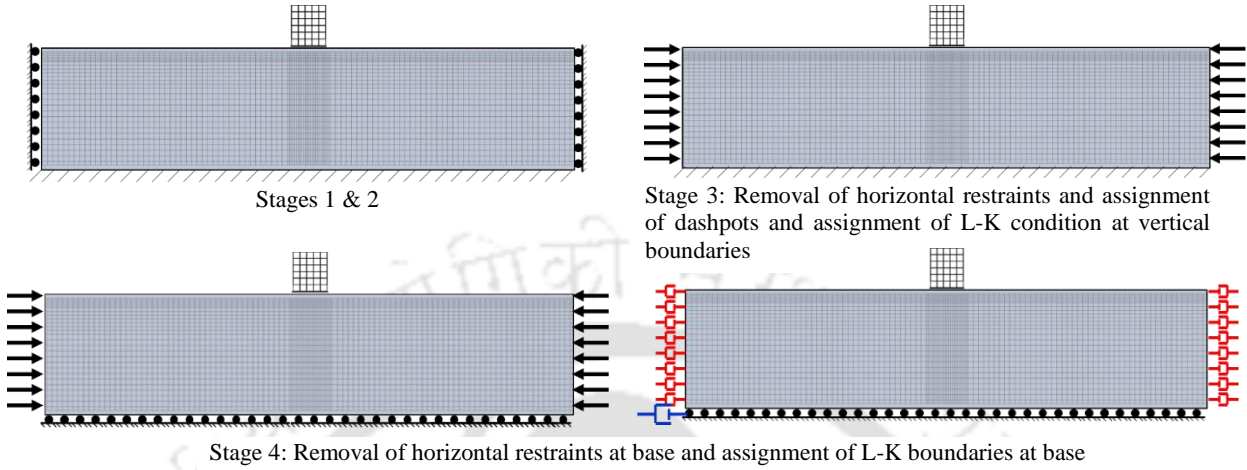 Stages 1 & 2
Stage 3: Removal of horizontal restraints and assignment
of dashpots and assignment of L-K condition at vertical
boundaries
Stage 4: Removal of horizontal restraints at base and assignment of L-K boundaries at base